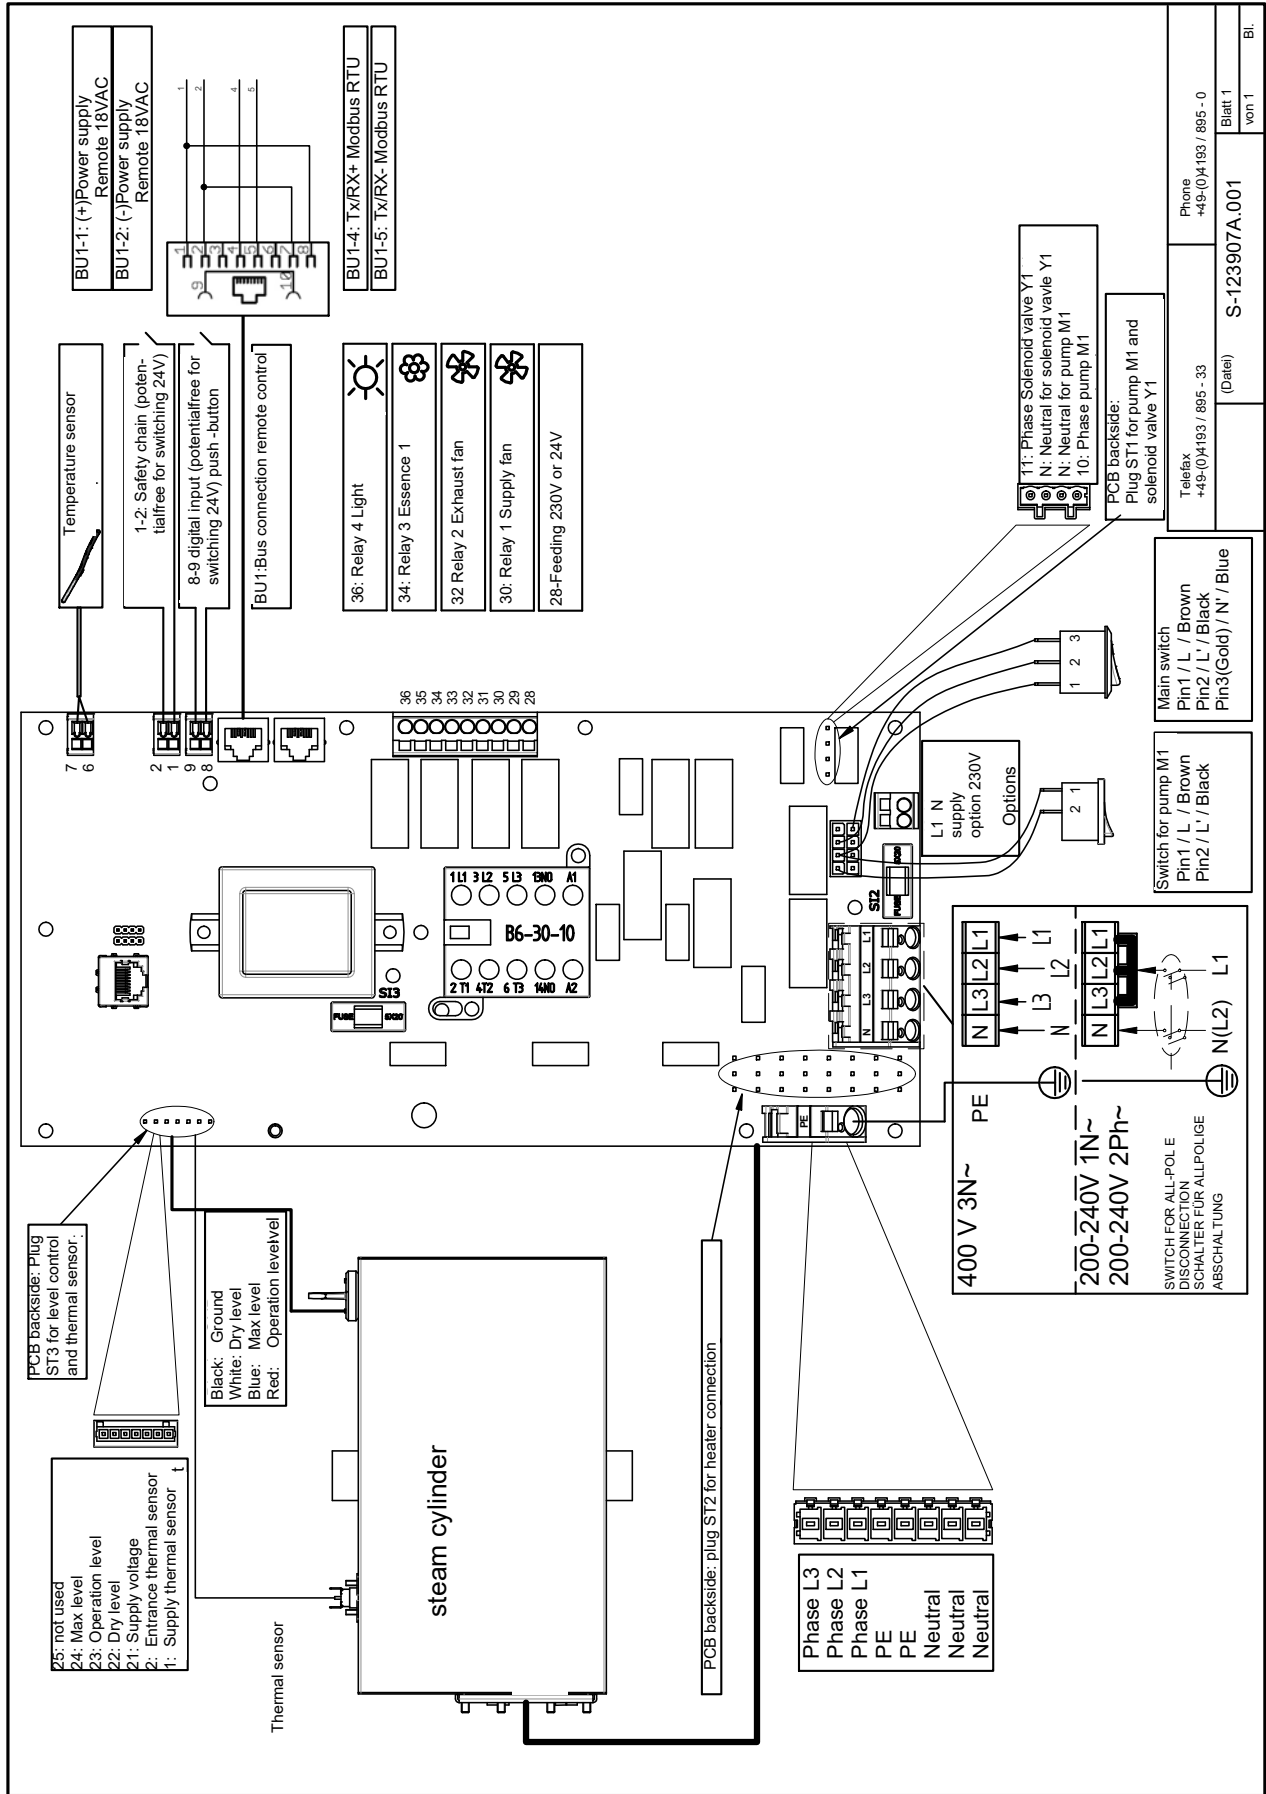 BU1-1: (+)Power supply
Remote 18VAC
BU1-2: (-)Power supply
Remote 18VAC
1
2
4
5
1
2
3
4
5
6
7
8
9
10
BU1-4: Tx/RX+ Modbus RTU
BU1-5: Tx/RX- Modbus RTU
Temperature sensor
1-2: Safety chain (poten-
tialfree for switching 24V)
8-9 digital input (potentialfree for
switching 24V) push -button
BU1:Bus connection remote control
36: Relay 4 Light
34: Relay 3 Essence 1
32 Relay 2 Exhaust fan
30: Relay 1 Supply fan
28-Feeding 230V or 24V
11: Phase Solenoid valve Y1
N: Neutral for solenoid vavle Y1
N: Neutral for pump M1
10: Phase pump M1
PCB backside:
Plug ST1 for pump M1 and
solenoid valve Y1
7
6
2
1
9
8
36
35
34
33
32
31
30
29
28
1 L1 3 L2 5 L3 13NO A1
B6-30-10
2 T1 4T2 6 T3 14NO A2
SI3
FUSE 5X20
SI2
FUSE 5X20
L1 N
supply
option 230V
Options
1 2 3
2 1
N L3 L2 L1
PE
Main switch
Pin1 / L / Brown
Pin2 / L' / Black
Pin3(Gold) / N' / Blue
Switch for pump M1
Pin1 / L / Brown
Pin2 / L' / Black
400 V 3N~
PE
N L3 L2 L1
N L3 L2 L1
200-240V 1N~
200-240V 2Ph~
N L3 L2 L1
N(L2) L1
SWITCH FOR ALL-POL E
DISCONNECTION
SCHALTER FÜR ALLPOLIGE
ABSCHALTUNG
PCB backside: Plug
ST3 for level control
and thermal sensor.
Black: Ground
White: Dry level
Blue: Max level
Red: Operation levelvel
25: not used
24: Max level
23: Operation level
22: Dry level
21: Supply voltage
2: Entrance thermal sensor
1: Supply thermal sensor t
Thermal sensor
steam cylinder
PCB backside: plug ST2 for heater connection
Phase L3
Phase L2
Phase L1
PE
PE
Neutral
Neutral
Neutral
Telefax
+49-(0)4193 / 895 - 33
Phone
+49-(0)4193 / 895 - 0
(Datei)
S-123907A.001
Blatt 1
von 1
Bl.